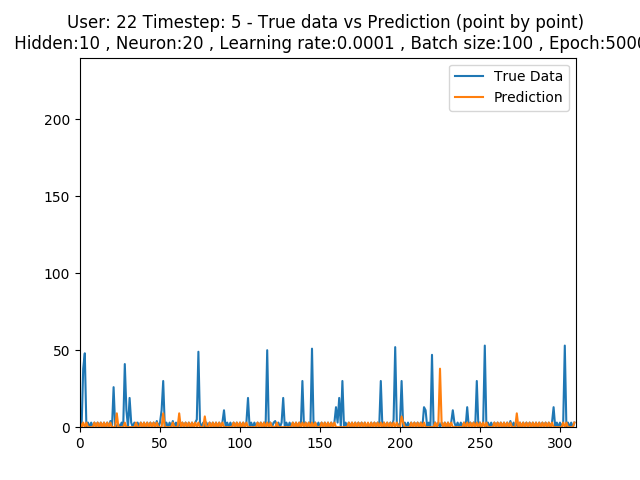 User: 22 Timestep: 5 - True data vs Prediction (point by point)
Hidden:10 , Neuron:20 , Learning rate:0.0001 , Batch size:100 , Epoch:5000
True Data
Prediction
200
150
100
50
0
0 50 100 150 200 250 300